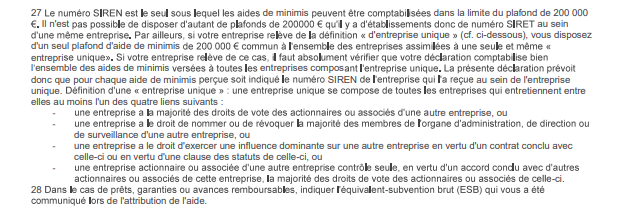 27 Le numéro SIREN est le seul sous lequel les aides de minimis peuvent être comptabilisées dans la limite du plafond de 200 000
€. Il n'est pas possible de disposer d'autant de plafonds de 200000 € qu'il y a d'établissements donc de numéro SIRET au sein
d'une même entreprise. Par ailleurs, si votre entreprise relève de la définition « d'entreprise unique » (cf. ci-dessous), vous disposez
d'un seul plafond d'aide de minimis de 200 000 € commun à l'ensemble des entreprises assimilées à une seule et même «
entreprise unique». Si votre entreprise relève de ce cas, il faut absolument vérifier que votre déclaration comptabilise bien
l'ensemble des aides de minimis versées à toutes les entreprises composant l'entreprise unique. La présente déclaration prévoit
donc que pour chaque aide de minimis perçue soit indiqué le numéro SIREN de l'entreprise qui l'a reçue au sein de l'entreprise
unique. Définition d'une « entreprise unique » : une entreprise unique se compose de toutes les entreprises qui entretiennent entre
elles au moins l'un des quatre liens suivants :
- une entreprise a la majorité des droits de vote des actionnaires ou associés d'une autre entreprise, ou
- une entreprise a le droit de nommer ou de révoquer la majorité des membres de l'organe d'administration, de direction ou
de surveillance d'une autre entreprise, ou
- une entreprise a le droit d'exercer une influence dominante sur une autre entreprise en vertu d'un contrat conclu avec
celle-ci ou en vertu d'une clause des statuts de celle-ci, ou
- une entreprise actionnaire ou associée d'une autre entreprise contrôle seule, en vertu d'un accord conclu avec d'autres
actionnaires ou associés de cette entreprise, la majorité des droits de vote des actionnaires ou associés de celle-ci.
28 Dans le cas de prêts, garanties ou avances remboursables, indiquer l'équivalent-subvention brut (ESB) qui vous a été
communiqué lors de l'attribution de l'aide.